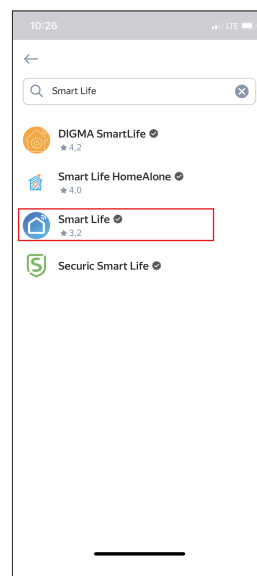 10:26
LTE
Smart Life
DIGMA SmartLife
4,2
Smart Life HomeAlone
4,0
Smart Life
3,2
Securic Smart Life